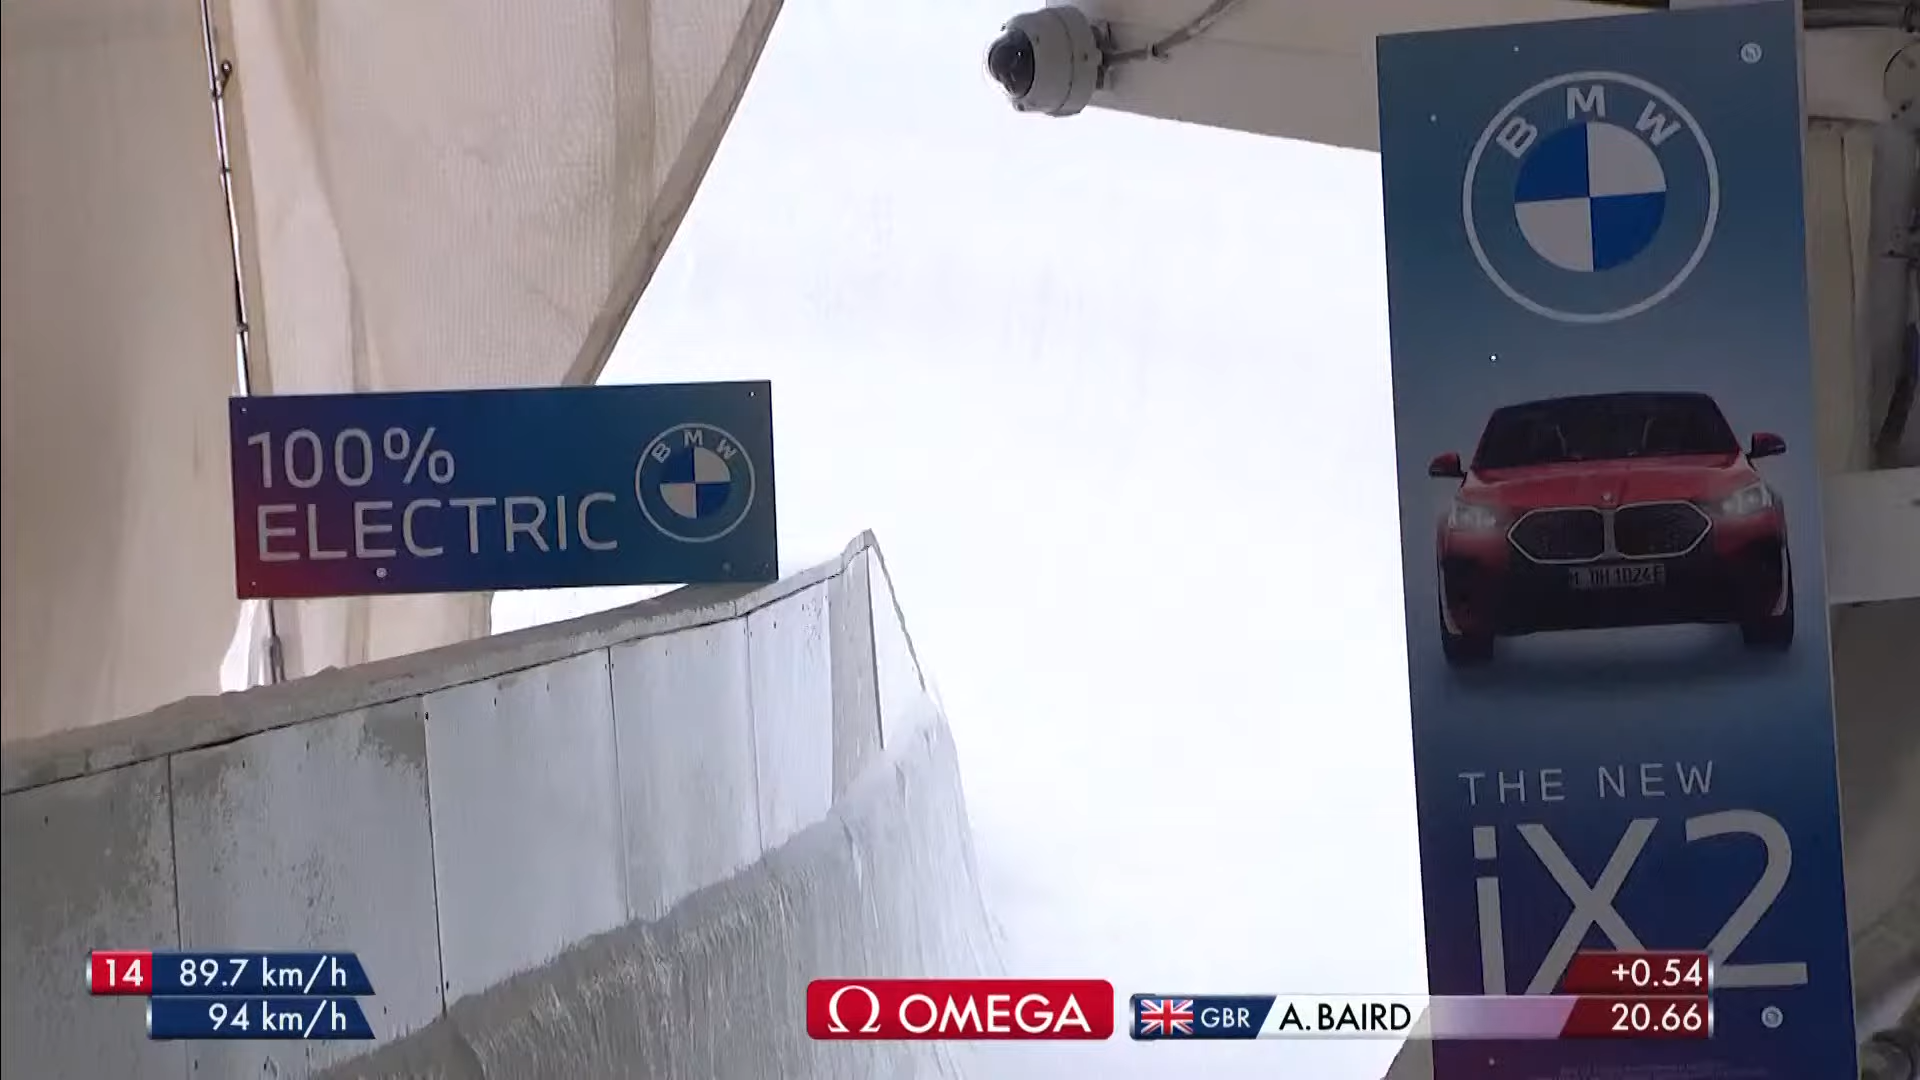 BMW
100%
ELECTRIC
BMW
THE NEW
iX2
14 89.7 km/h
94 km/h
Ω OMEGA
+0.54
GBR A. BAIRD 20.66